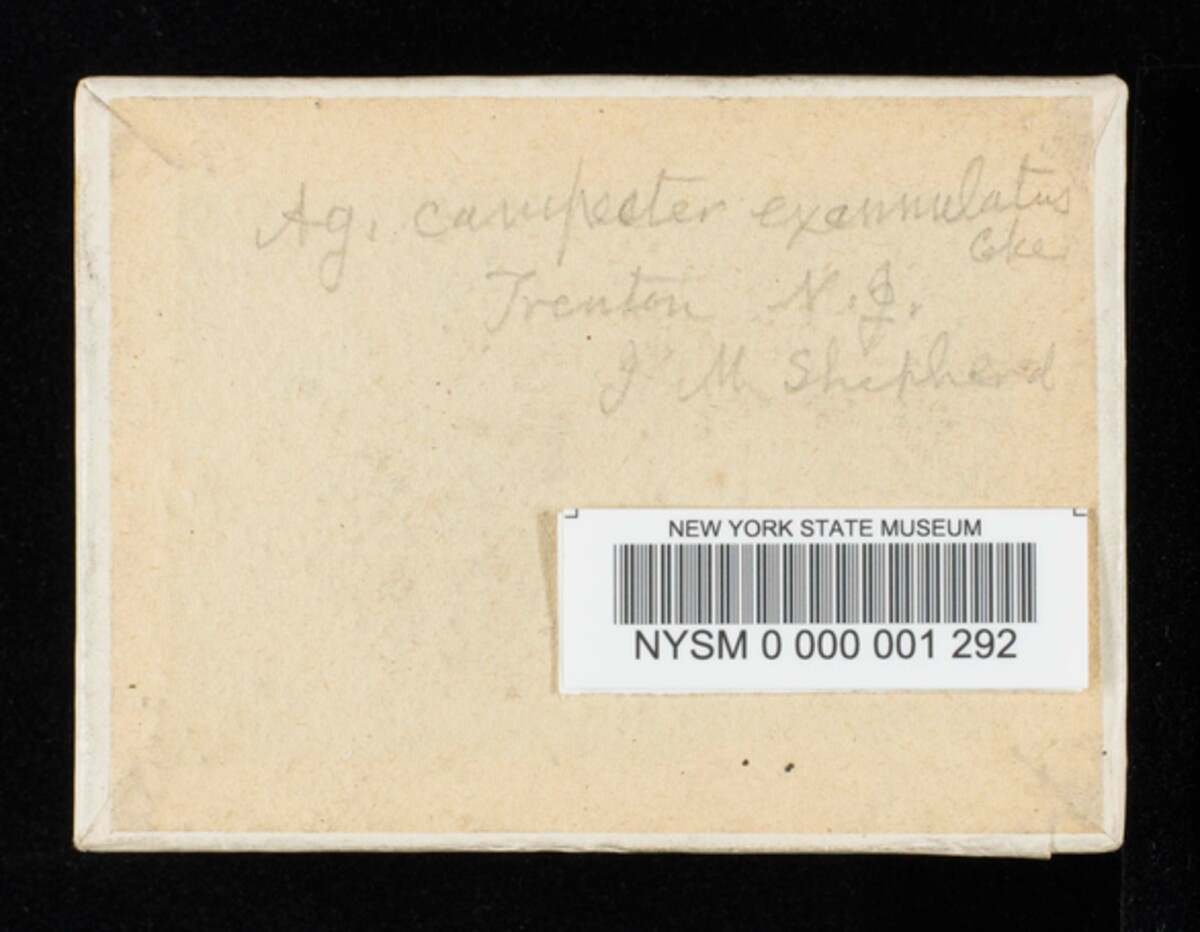 Ag. campester exannulatus
Cke
Trenton N.J.
J M Shepherd
NEW YORK STATE MUSEUM
NYSM 0 000 001 292